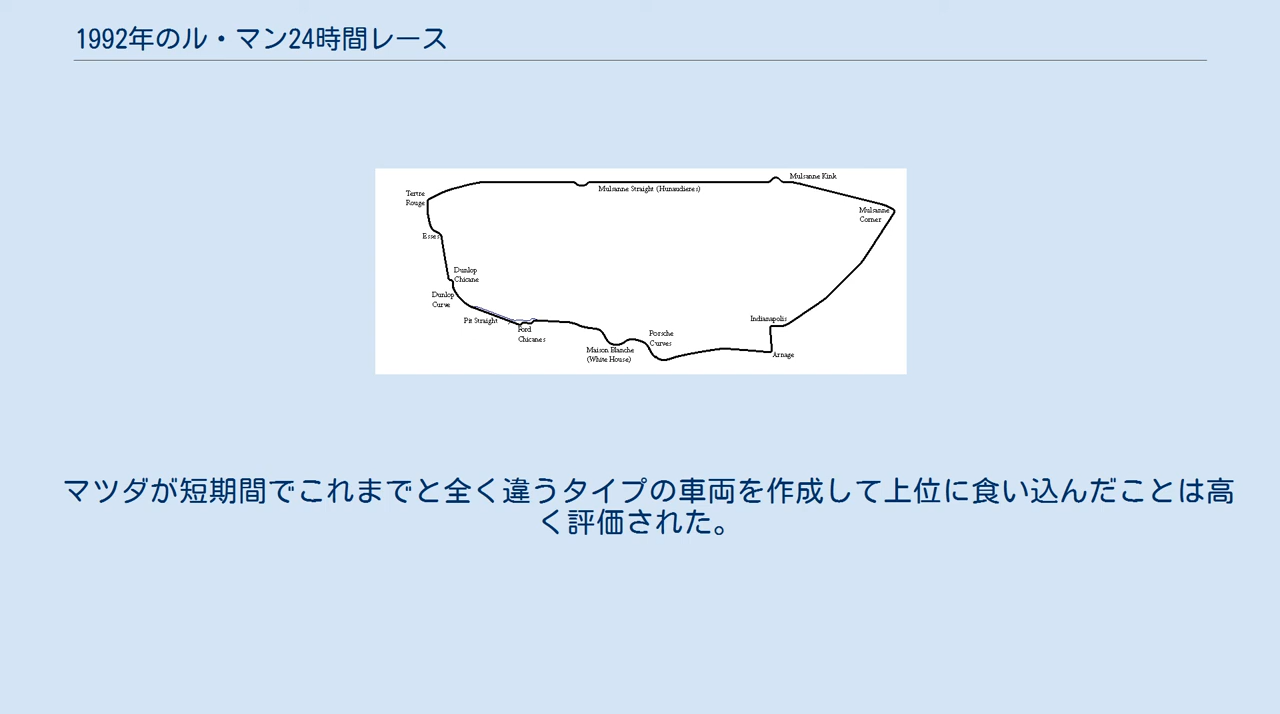 1992年のル・マン24時間レース
Mulsanne Kink
Mulsanne Straight (Hunaudieres)
Tertre
Rouge
Mulsanne
Corner
Esses
Dunlop
Chicane
Dunlop
Curve
Pit Straight
Ford
Chicanes
Indianapolis
Porsche
Curves
Maison Blanche
(White House)
Arnage
マツダが短期間でこれまでと全く違うタイプの車両を作成して上位に食い込んだことは高
く評価された。